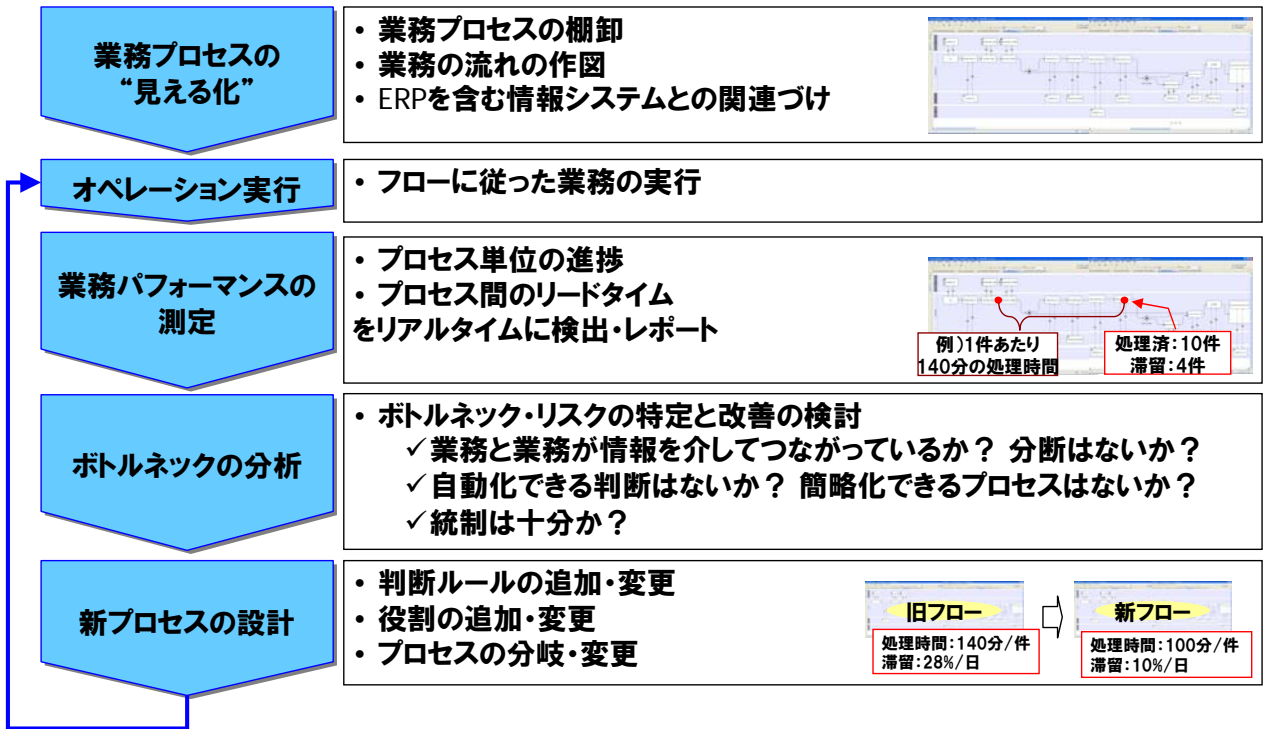 業務プロセスの
“見える化”
• 業務プロセスの棚卸
• 業務の流れの作図
• ERPを含む情報システムとの関連づけ
オペレーション実行
• フローに従った業務の実行
業務パフォーマンスの
測定
• プロセス単位の進捗
• プロセス間のリードタイム
をリアルタイムに検出・レポート
例)1件あたり
140分の処理時間
処理済:10件
滞留:4件
ボトルネックの分析
• ボトルネック・リスクの特定と改善の検討
✓業務と業務が情報を介してつながっているか? 分断はないか?
✓自動化できる判断はないか? 簡略化できるプロセスはないか?
✓統制は十分か?
新プロセスの設計
• 判断ルールの追加・変更
• 役割の追加・変更
• プロセスの分岐・変更
旧フロー
処理時間:140分/件
滞留:28%/日
新フロー
処理時間:100分/件
滞留:10%/日